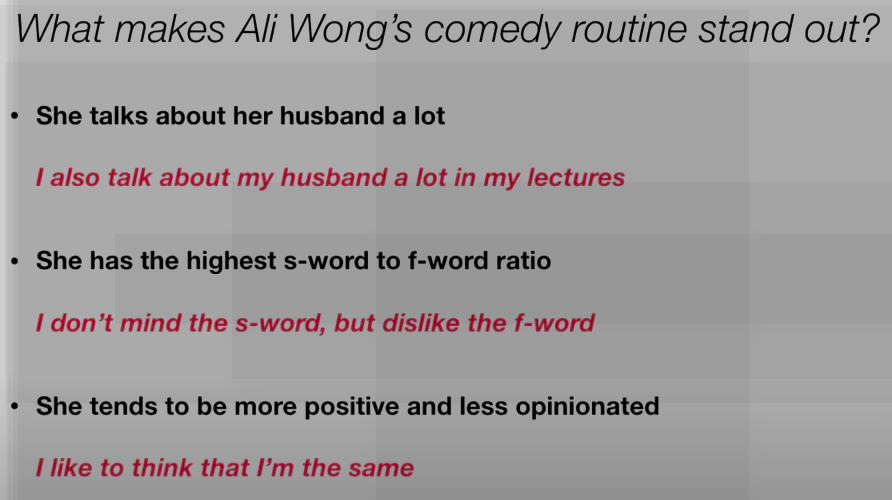 What makes Ali Wong's comedy routine stand out?
• She talks about her husband a lot
I also talk about my husband a lot in my lectures
• She has the highest s-word to f-word ratio
I don't mind the s-word, but dislike the f-word
• She tends to be more positive and less opinionated
I like to think that I'm the same